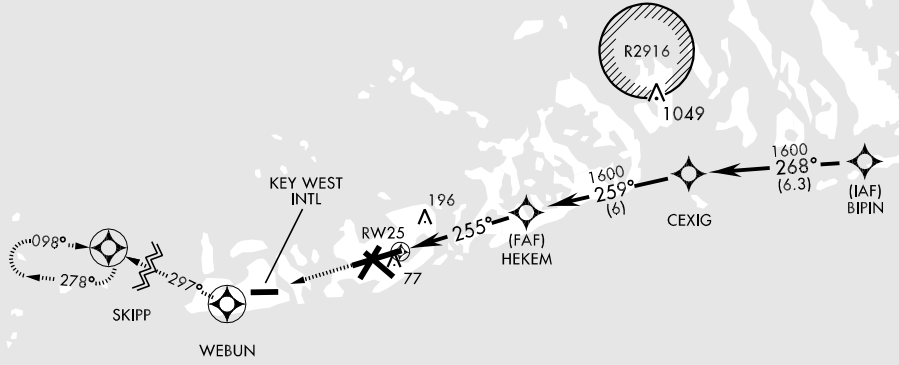 R2916
1049
1600
268°
(6.3)
(IAF)
BIPIN
1600
259°
(6)
CEXIG
KEY WEST
INTL
196
RW25
255°
(FAF)
HEKEM
77
098°
278°
297°
SKIPP
WEBUN